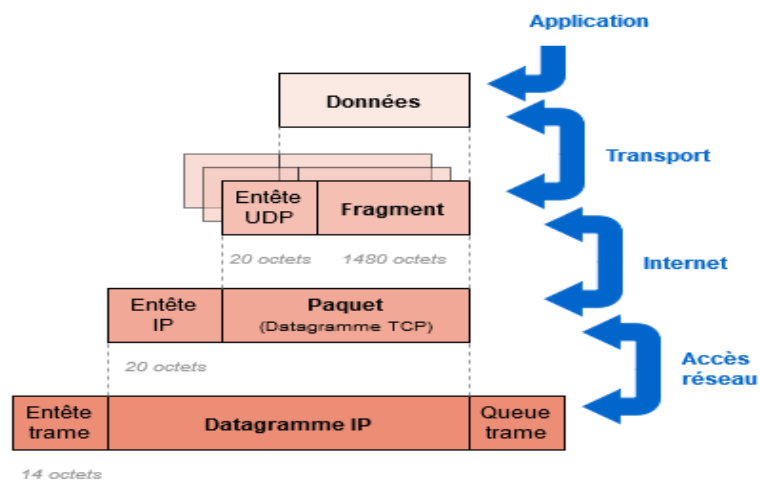 Application
Données
Transport
Entête
UDP
Fragment
20 octets
1480 octets
Internet
Entête
IP
Paquet
(Datagramme TCP)
20 octets
Accès
réseau
Entête
trame
Datagramme IP
Queue
trame
14 octets